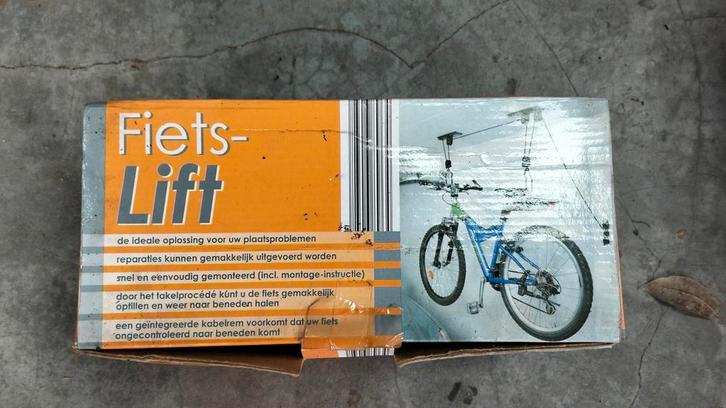 Fiets-
Lift
de ideale oplossing voor uw plaatsproblemen
reparaties kunnen gemakkelijk uitgevoerd worden
snel en eenvoudig gemonteerd (incl. montage-instructie)
door het takelprocédé kunt u de fiets gemakkelijk
optillen en weer naar beneden halen
een geïntegreerde kabelrem voorkomt dat uw fiets
ongecontroleerd naar beneden komt